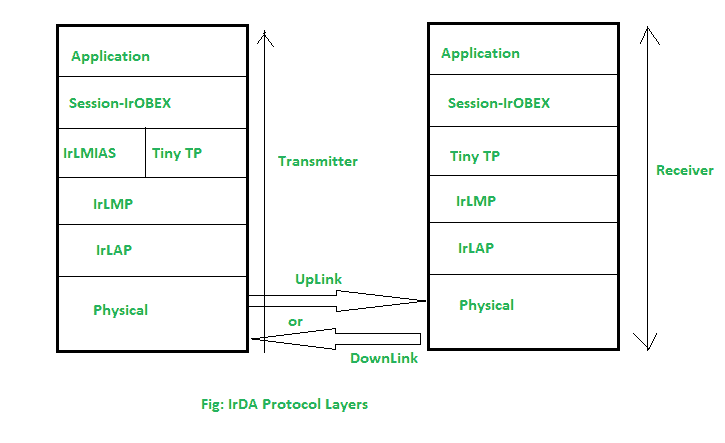 Application
Session-IrOBEX
IrLMIAS
Tiny TP
IrLMP
IrLAP
Physical
Transmitter
UpLink
or
DownLink
Application
Session-IrOBEX
Tiny TP
IrLMP
IrLAP
Physical
Receiver
Fig: IrDA Protocol Layers